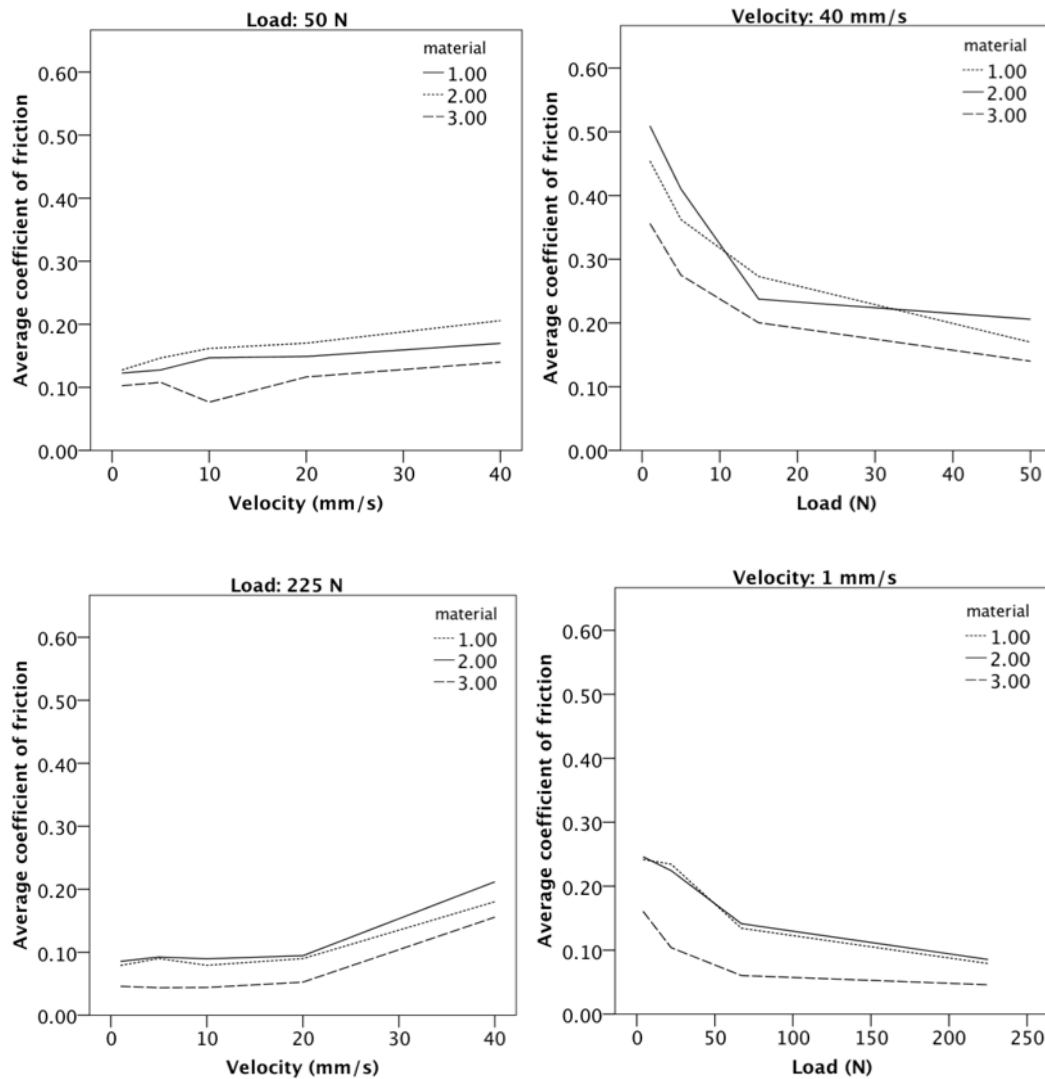 Load: 50 N
material
1.00
2.00
3.00
0.60
0.50
0.40
0.30
0.20
0.10
0.00
Average coefficient of friction
0 10 20 30 40
Velocity (mm/s)
Velocity: 40 mm/s
material
1.00
2.00
3.00
0.60
0.50
0.40
0.30
0.20
0.10
0.00
Average coefficient of friction
0 10 20 30 40 50
Load (N)
Load: 225 N
material
1.00
2.00
3.00
0.60
0.50
0.40
0.30
0.20
0.10
0.00
Average coefficient of friction
0 10 20 30 40
Velocity (mm/s)
Velocity: 1 mm/s
material
1.00
2.00
3.00
0.60
0.50
0.40
0.30
0.20
0.10
0.00
Average coefficient of friction
0 50 100 150 200 250
Load (N)